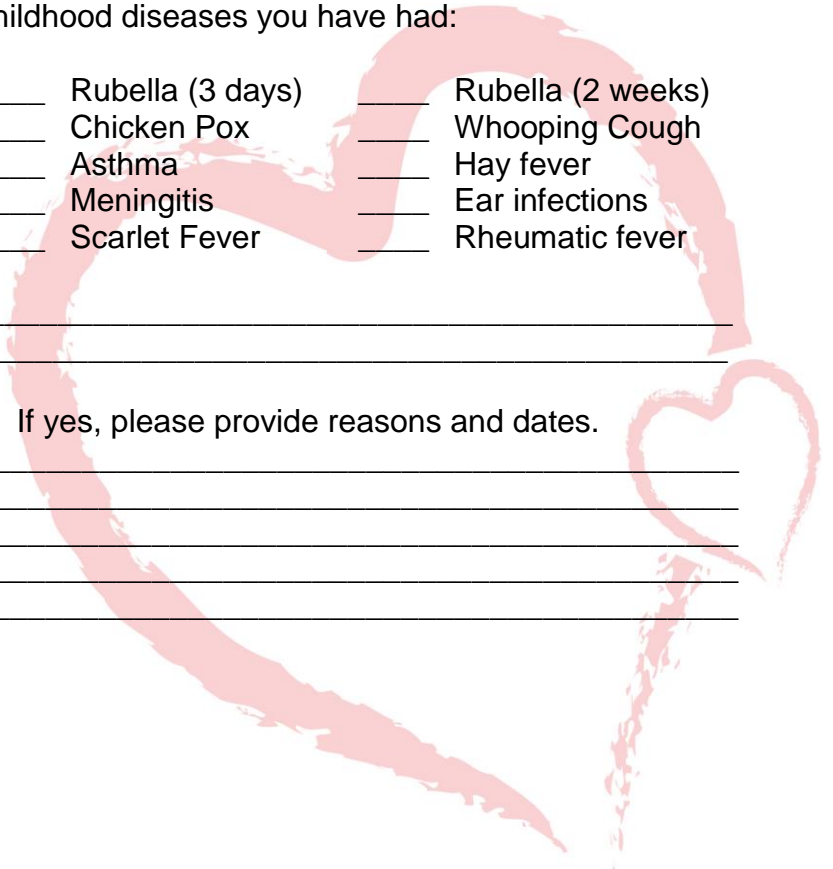 hildhood diseases you have had:
___ Rubella (3 days) ____ Rubella (2 weeks)
___ Chicken Pox ____ Whooping Cough
___ Asthma ____ Hay fever
___ Meningitis ____ Ear infections
___ Scarlet Fever ____ Rheumatic fever
If yes, please provide reasons and dates.